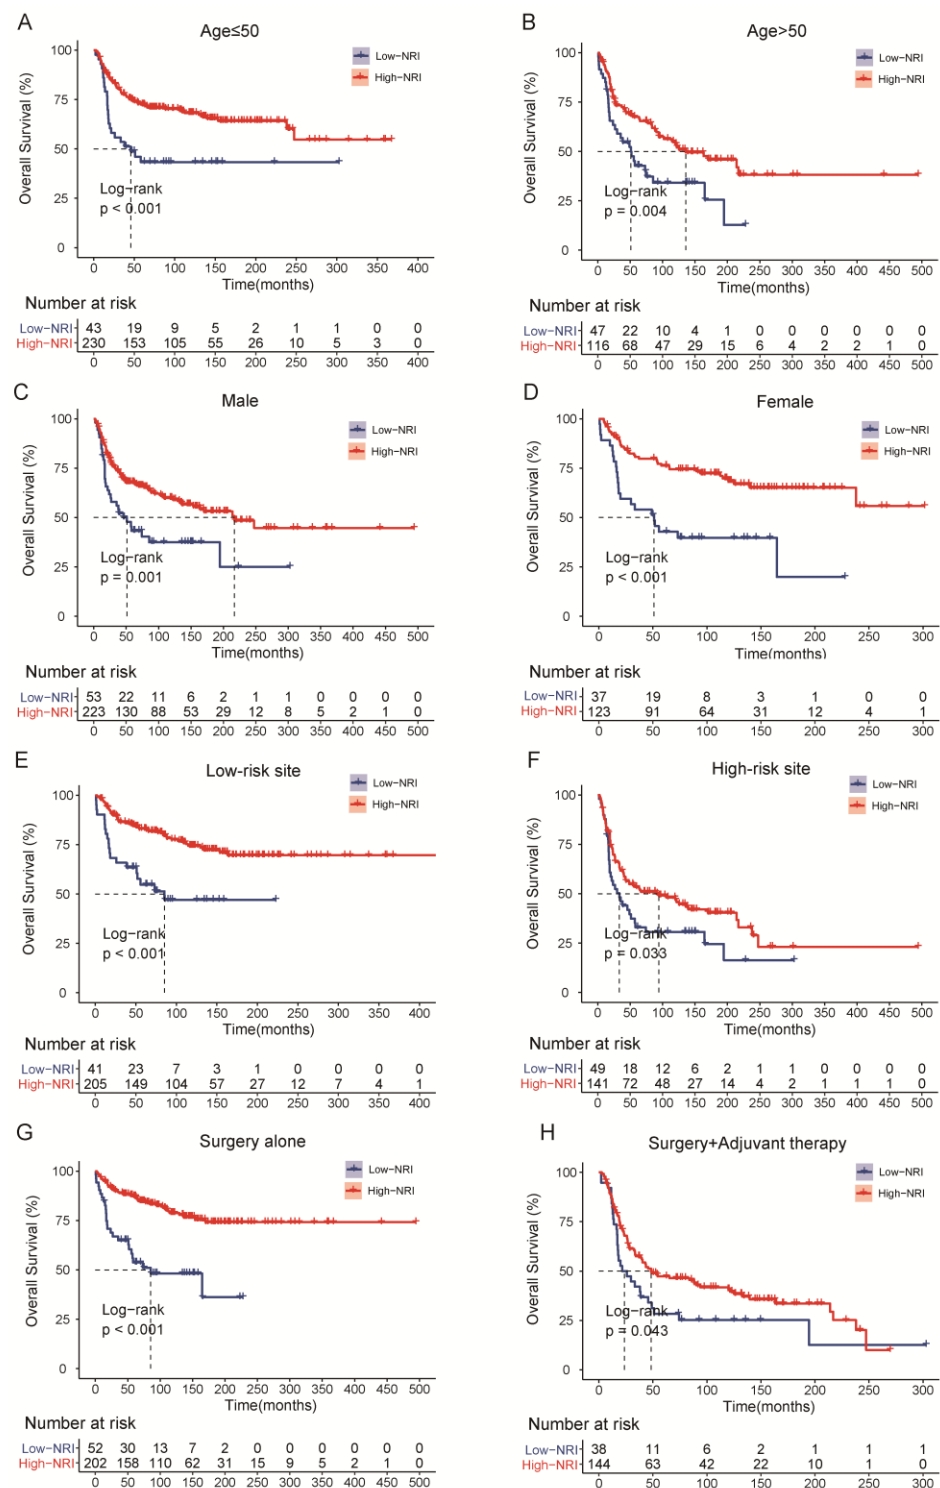 A
Age≤50
Low-NRI
High-NRI
Overall Survival (%)
100
75
50
25
0
Log-rank
p < 0.001
0 50 100 150 200 250 300 350 400
Time(months)
Number at risk
Low-NRI 43 19 9 5 2 1 1 0 0
High-NRI 230 153 105 55 26 10 5 3 0
0 50 100 150 200 250 300 350 400
B
Age>50
Low-NRI
High-NRI
Overall Survival (%)
100
75
50
25
0
Log-rank
p = 0.004
0 50 100 150 200 250 300 350 400 450 500
Time(months)
Number at risk
Low-NRI 47 22 10 4 1 0 0 0 0 0 0
High-NRI 116 68 47 29 15 6 4 2 2 1 0
0 50 100 150 200 250 300 350 400 450 500
C
Male
Low-NRI
High-NRI
Overall Survival (%)
100
75
50
25
0
Log-rank
p = 0.001
0 50 100 150 200 250 300 350 400 450 500
Time(months)
Number at risk
Low-NRI 53 22 11 6 2 1 1 0 0 0 0
High-NRI 223 130 88 53 29 12 8 5 2 1 0
0 50 100 150 200 250 300 350 400 450 500
D
Female
Low-NRI
High-NRI
Overall Survival (%)
100
75
50
25
0
Log-rank
p < 0.001
0 50 100 150 200 250 300
Time(months)
Number at risk
Low-NRI 37 19 8 3 1 0 0
High-NRI 123 91 64 31 12 4 1
0 50 100 150 200 250 300
E
Low-risk site
Low-NRI
High-NRI
Overall Survival (%)
100
75
50
25
0
Log-rank
p < 0.001
0 50 100 150 200 250 300 350 400
Time(months)
Number at risk
Low-NRI 41 23 7 3 1 0 0 0 0
High-NRI 205 149 104 57 27 12 7 4 1
0 50 100 150 200 250 300 350 400
F
High-risk site
Low-NRI
High-NRI
Overall Survival (%)
100
75
50
25
0
Log-rank
p = 0.033
0 50 100 150 200 250 300 350 400 450 500
Time(months)
Number at risk
Low-NRI 49 18 12 6 2 1 1 0 0 0 0
High-NRI 141 72 48 27 14 4 2 1 1 1 0
0 50 100 150 200 250 300 350 400 450 500
G
Surgery alone
Low-NRI
High-NRI
Overall Survival (%)
100
75
50
25
0
Log-rank
p < 0.001
0 50 100 150 200 250 300 350 400 450 500
Time(months)
Number at risk
Low-NRI 52 30 13 7 2 0 0 0 0 0 0
High-NRI 202 158 110 62 31 15 9 5 2 1 0
0 50 100 150 200 250 300 350 400 450 500
H
Surgery+Adjuvant therapy
Low-NRI
High-NRI
Overall Survival (%)
100
75
50
25
0
Log-rank
p = 0.043
0 50 100 150 200 250 300
Time(months)
Number at risk
Low-NRI 38 11 6 2 1 1 1
High-NRI 144 63 42 22 10 1 0
0 50 100 150 200 250 300